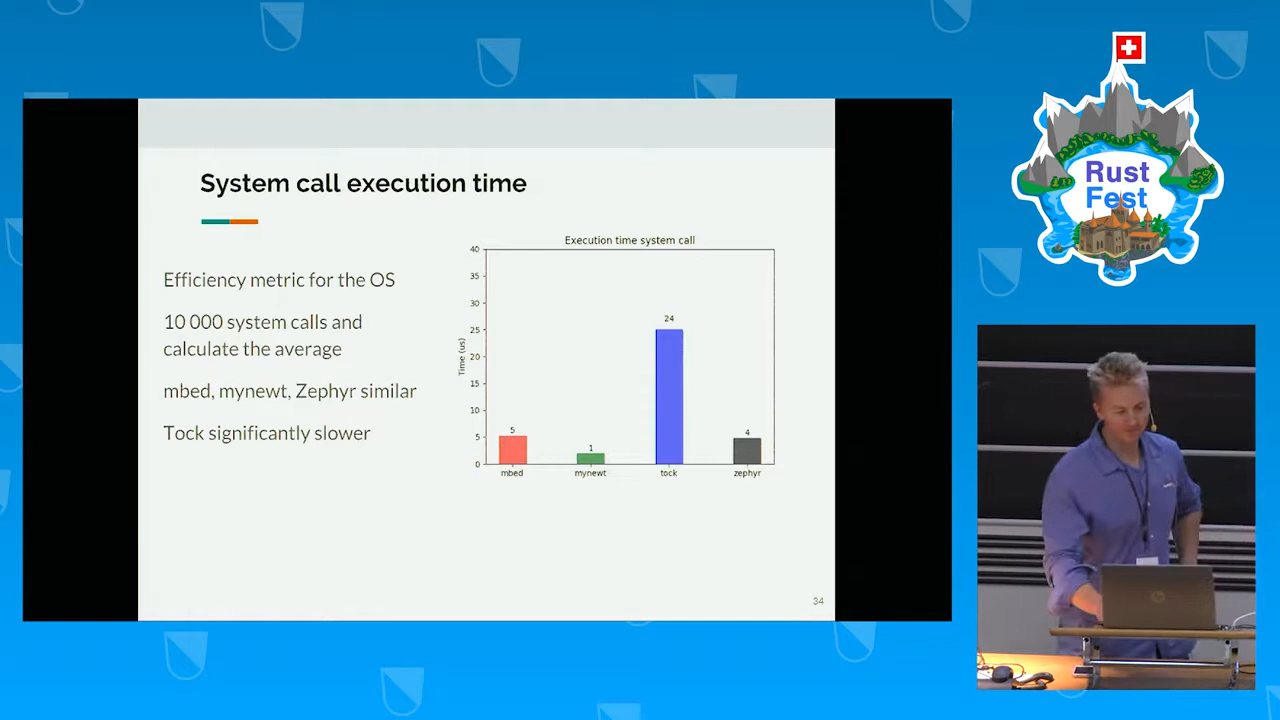 System call execution time
Efficiency metric for the OS
10 000 system calls and
calculate the average
mbed, mynewt, Zephyr similar
Tock significantly slower
Execution time system call
Time (us)
40
35
30
25
20
15
10
5
0
5
1
24
4
mbed
mynewt
tock
zephyr
34
Rust
Fest